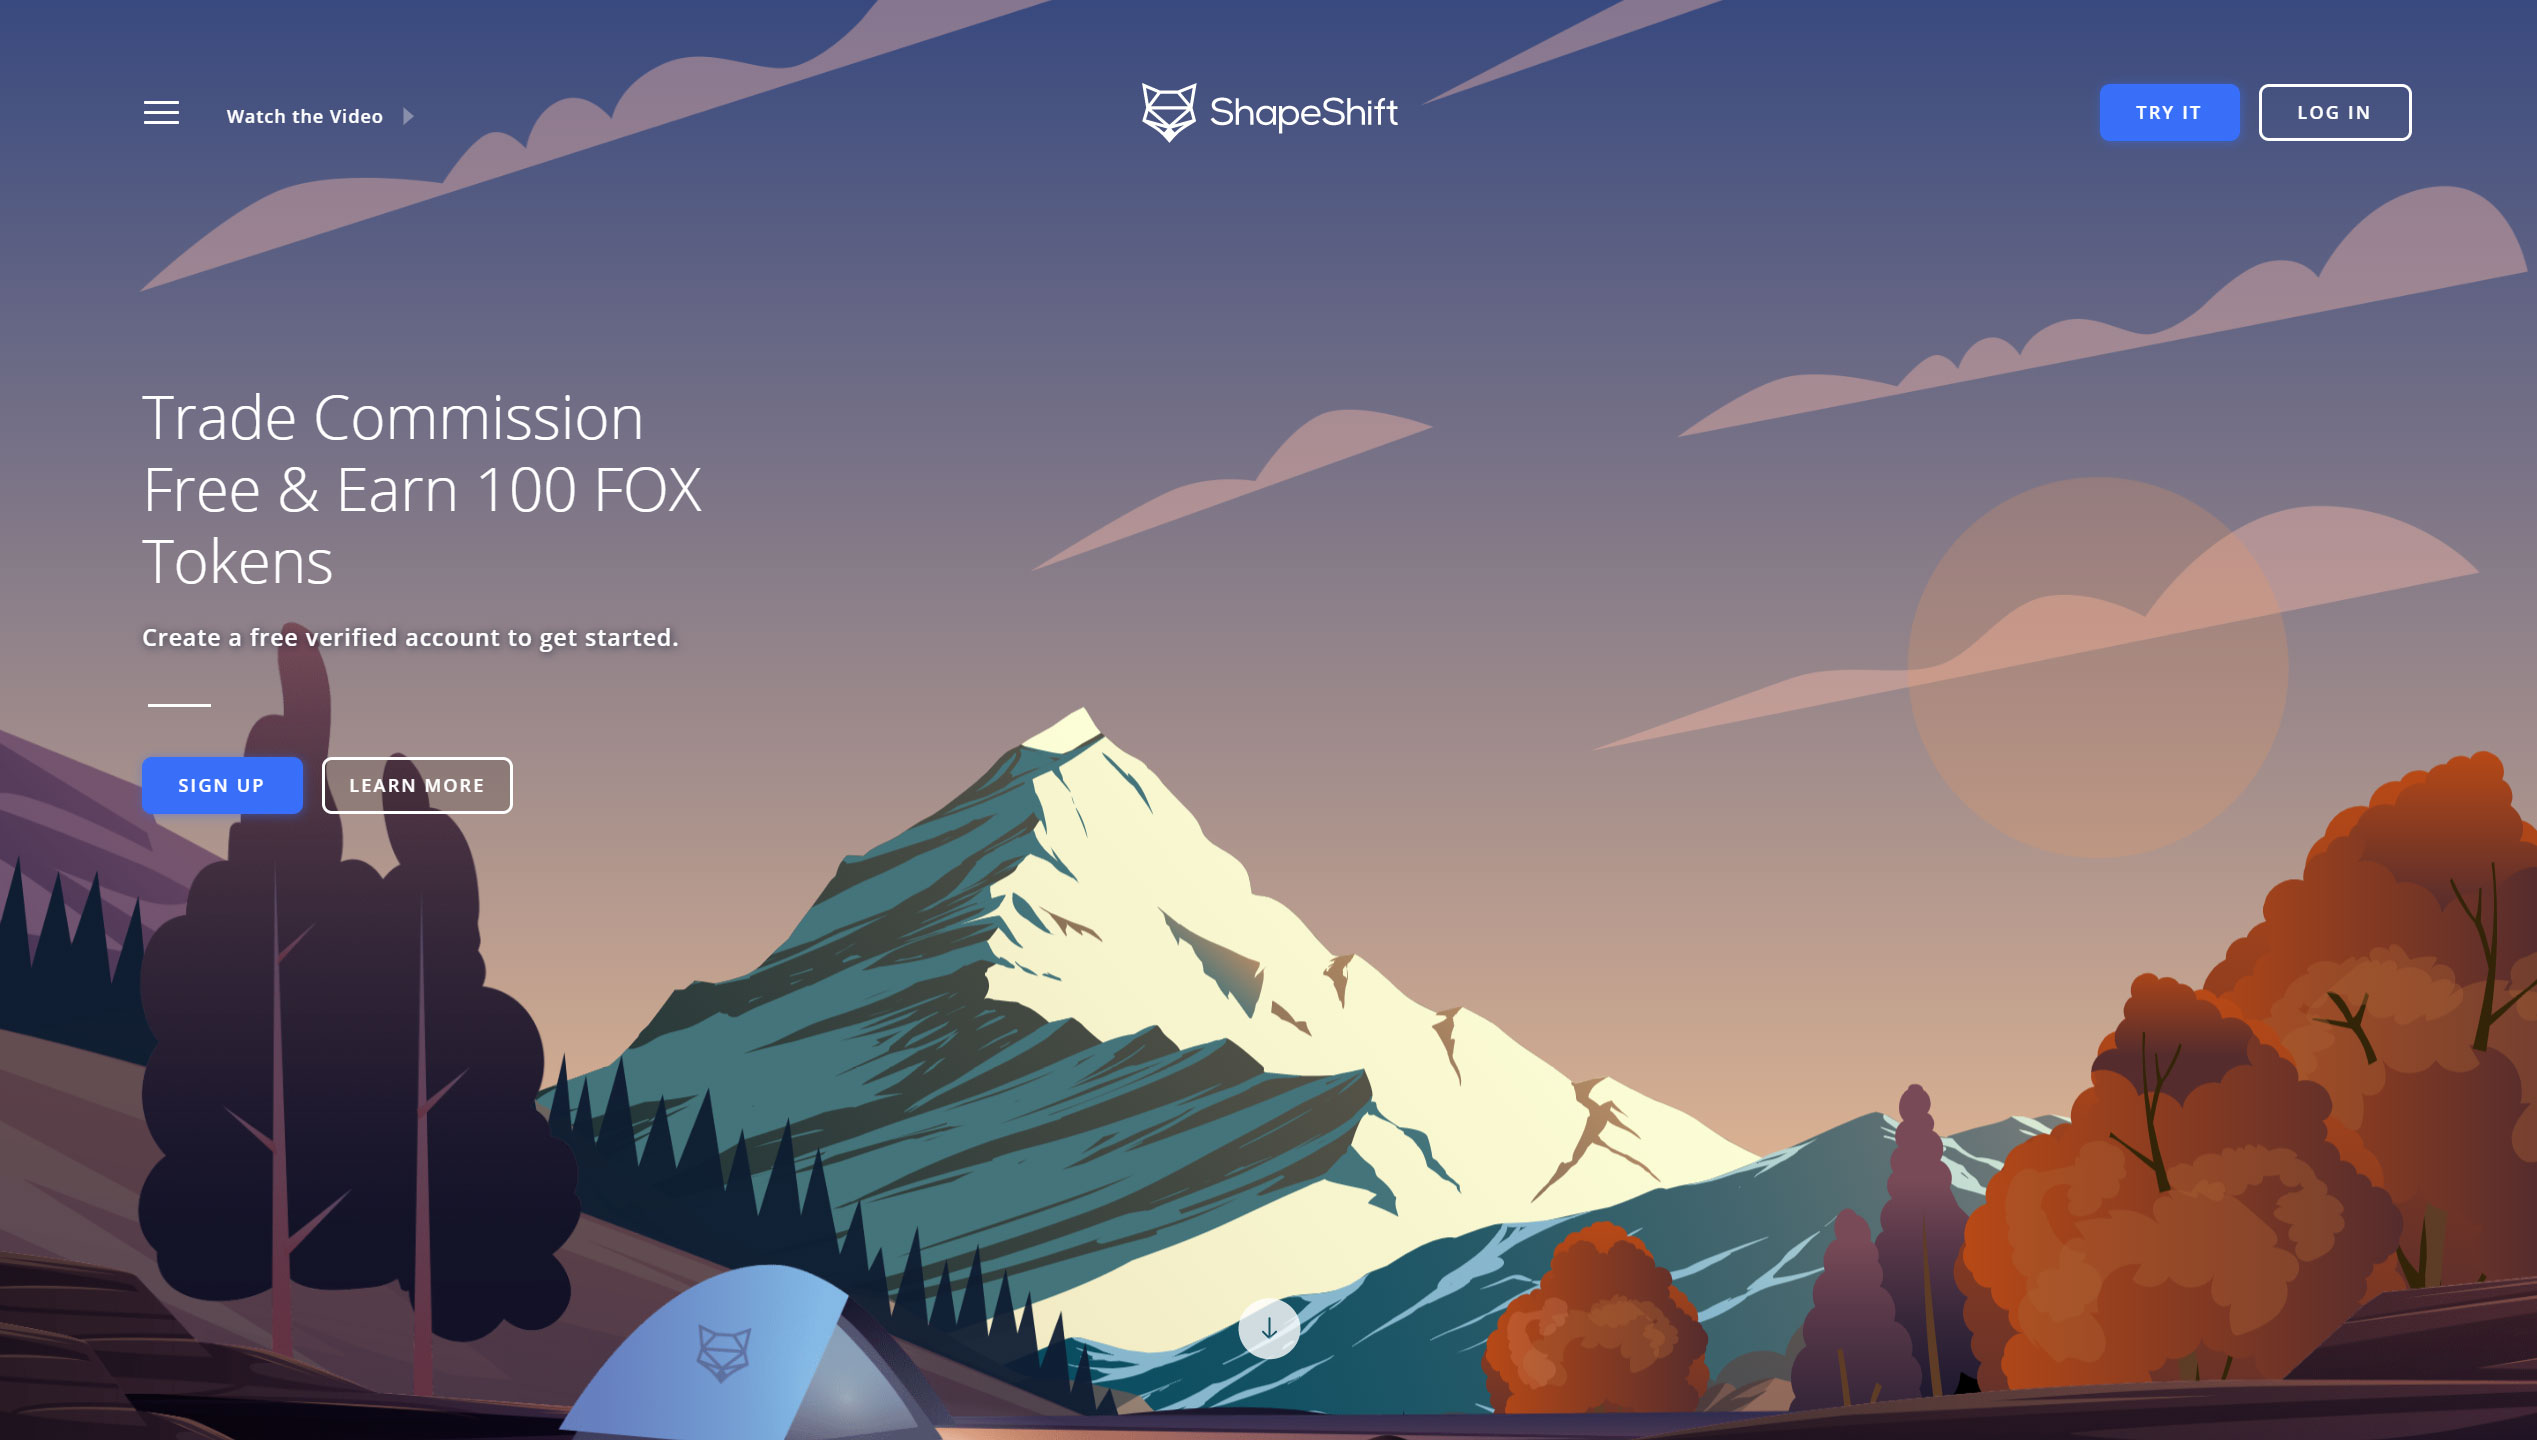 Watch the Video
ShapeShift
TRY IT
LOG IN
Trade Commission
Free & Earn 100 FOX
Tokens
Create a free verified account to get started.
SIGN UP
LEARN MORE